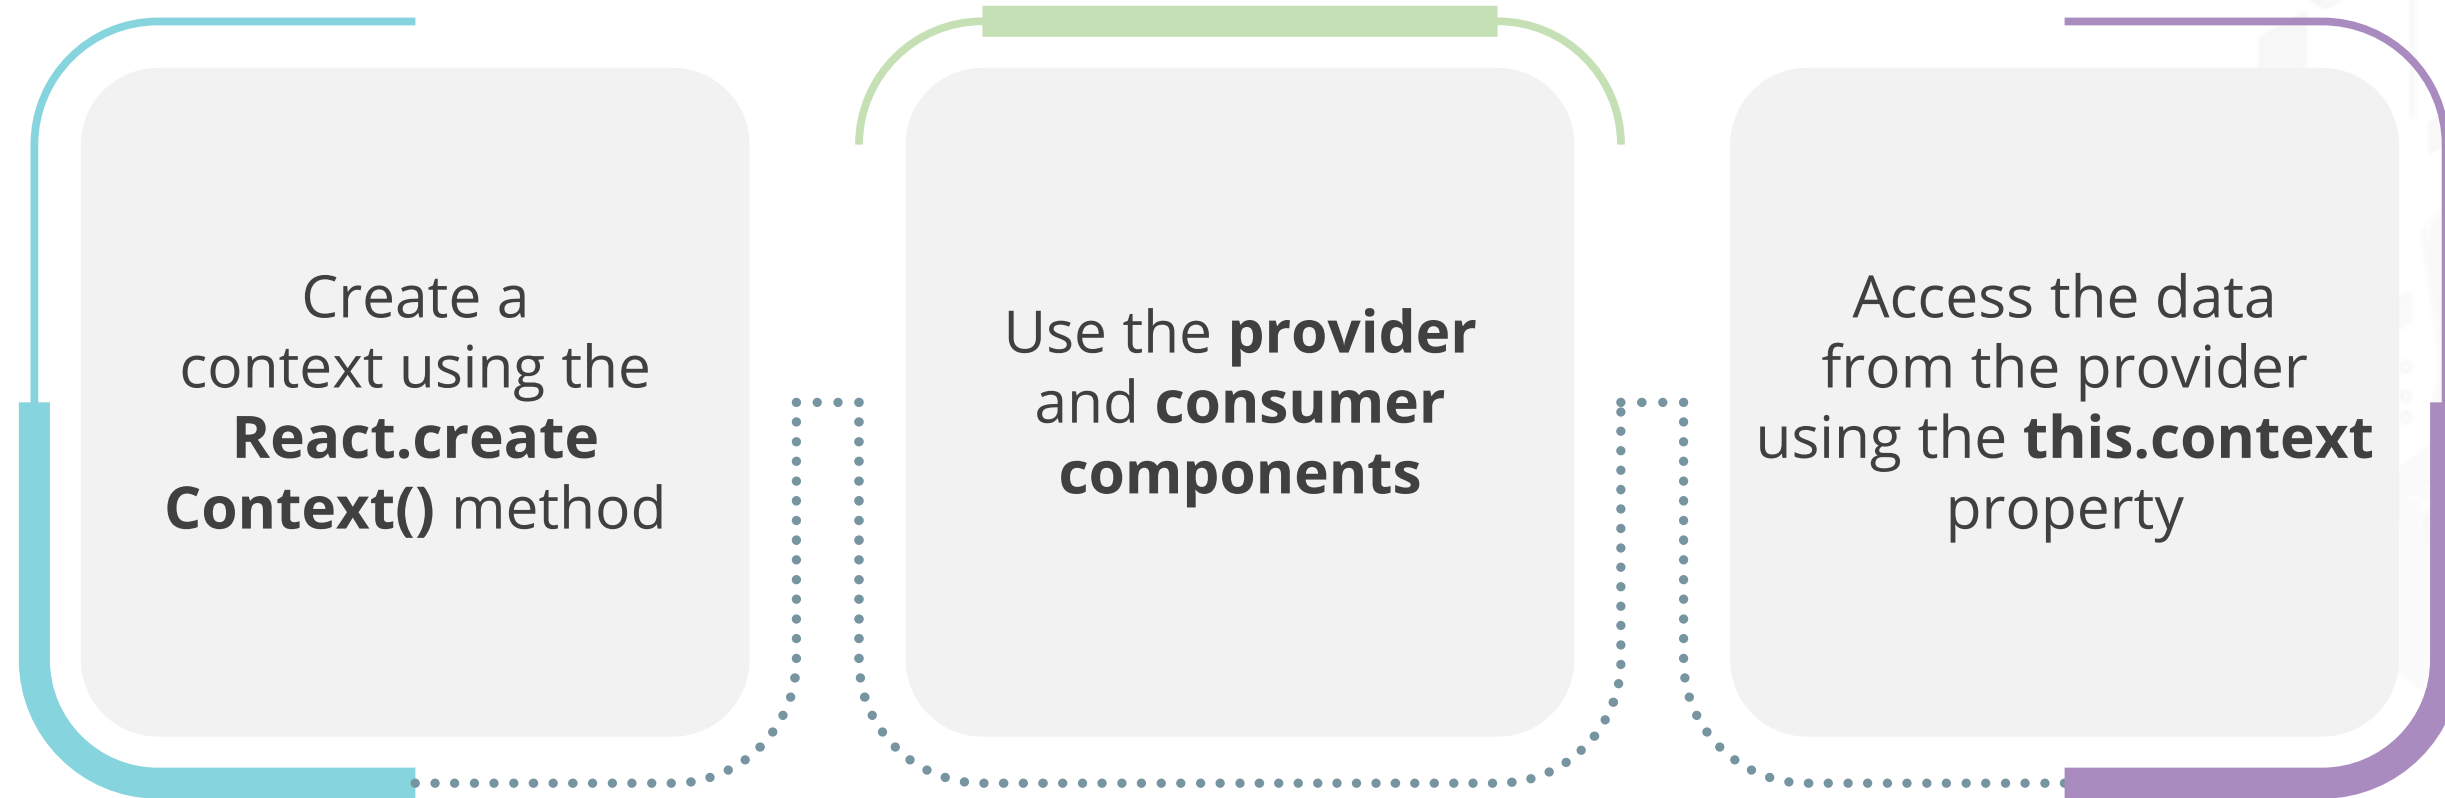 Create a
context using the
React.create
Context() method
Use the provider
and consumer
components
Access the data
from the provider
using the this.context
property